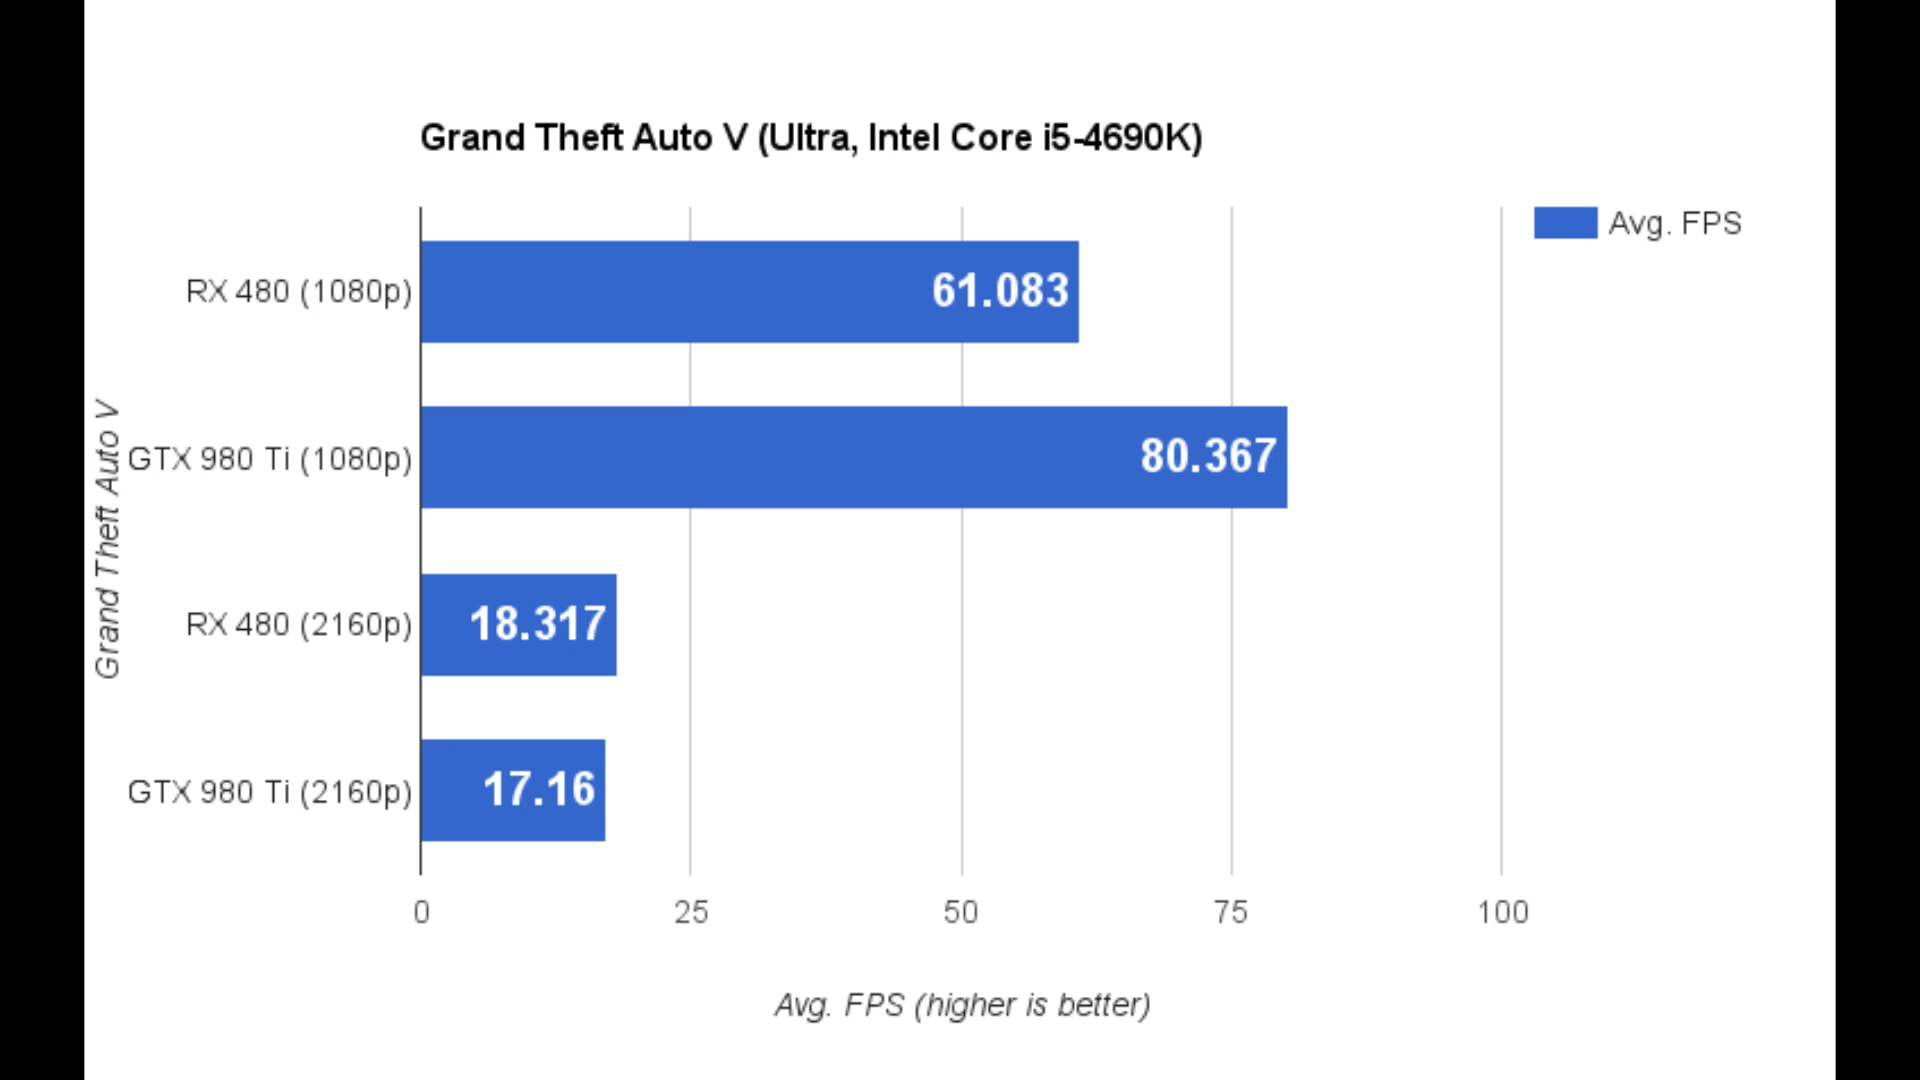 Grand Theft Auto V (Ultra, Intel Core i5-4690K)
Avg. FPS
RX 480 (1080p)
61.083
GTX 980 Ti (1080p)
80.367
RX 480 (2160p)
18.317
GTX 980 Ti (2160p)
17.16
Grand Theft Auto V
0 25 50 75 100
Avg. FPS (higher is better)